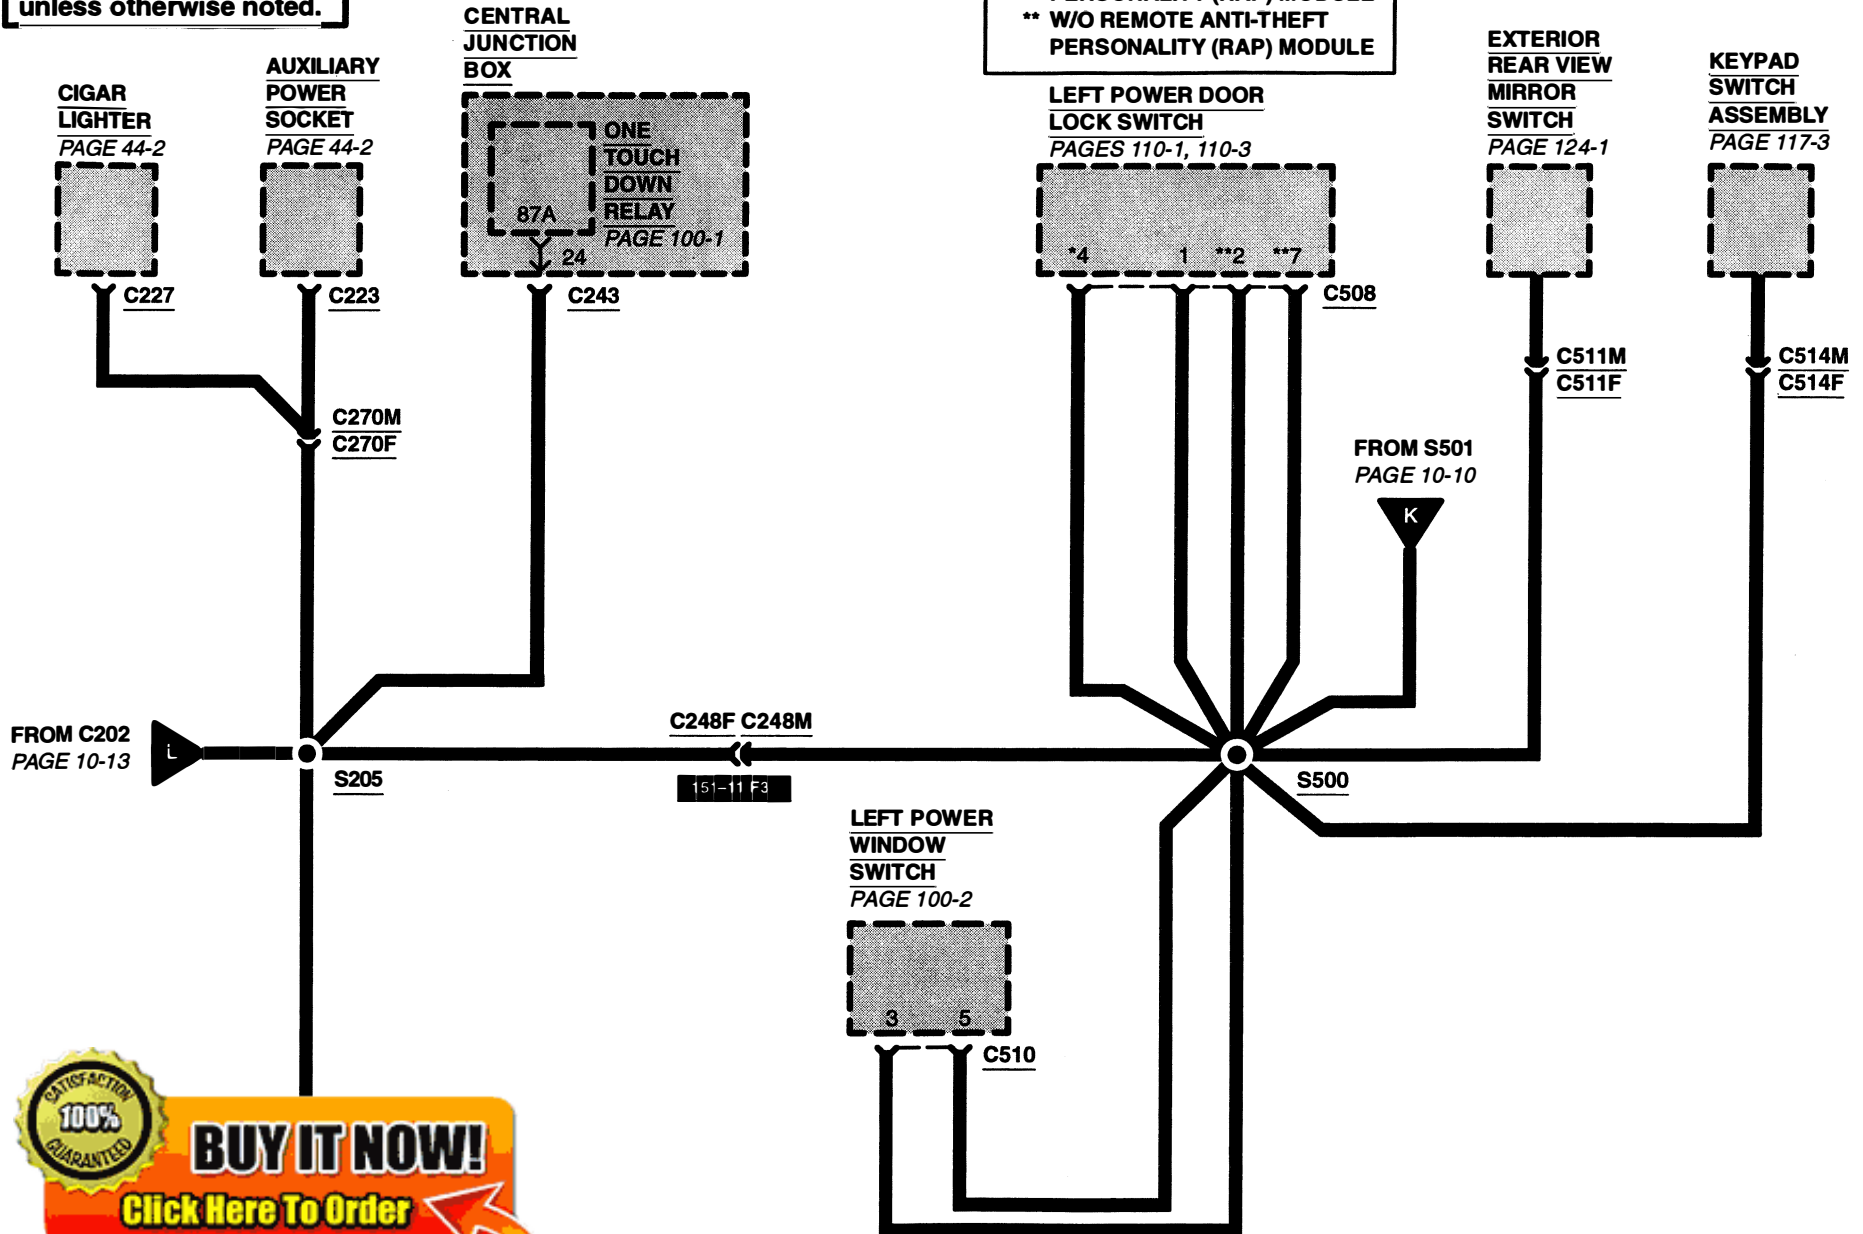 unless otherwise noted.
** W/O REMOTE ANTI-THEFT
PERSONALITY (RAP) MODULE
CIGAR
LIGHTER
PAGE 44-2
C227
AUXILIARY
POWER
SOCKET
PAGE 44-2
C223
C270M
C270F
CENTRAL
JUNCTION
BOX
ONE
TOUCH
DOWN
RELAY
PAGE 100-1
87A
24
C243
LEFT POWER DOOR
LOCK SWITCH
PAGES 110-1, 110-3
*4 1 **2 **7
C508
EXTERIOR
REAR VIEW
MIRROR
SWITCH
PAGE 124-1
C511M
C511F
KEYPAD
SWITCH
ASSEMBLY
PAGE 117-3
C514M
C514F
FROM S501
PAGE 10-10
K
FROM C202
PAGE 10-13
L
S205
C248F C248M
151-11 F3
S500
LEFT POWER
WINDOW
SWITCH
PAGE 100-2
3 5
C510
SATISFACTION
100%
GUARANTEED
BUY IT NOW!
Click Here To Order